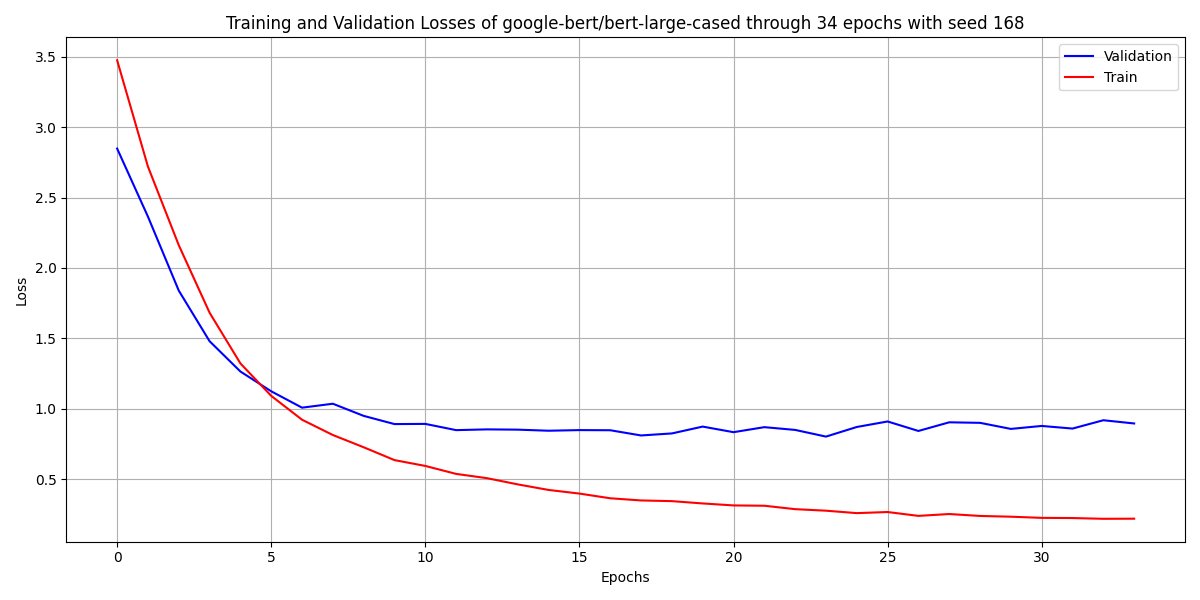 Training and Validation Losses of google-bert/bert-large-cased through 34 epochs with seed 168
Validation
Train
3.5
3.0
2.5
2.0
1.5
1.0
0.5
Loss
0 5 10 15 20 25 30
Epochs